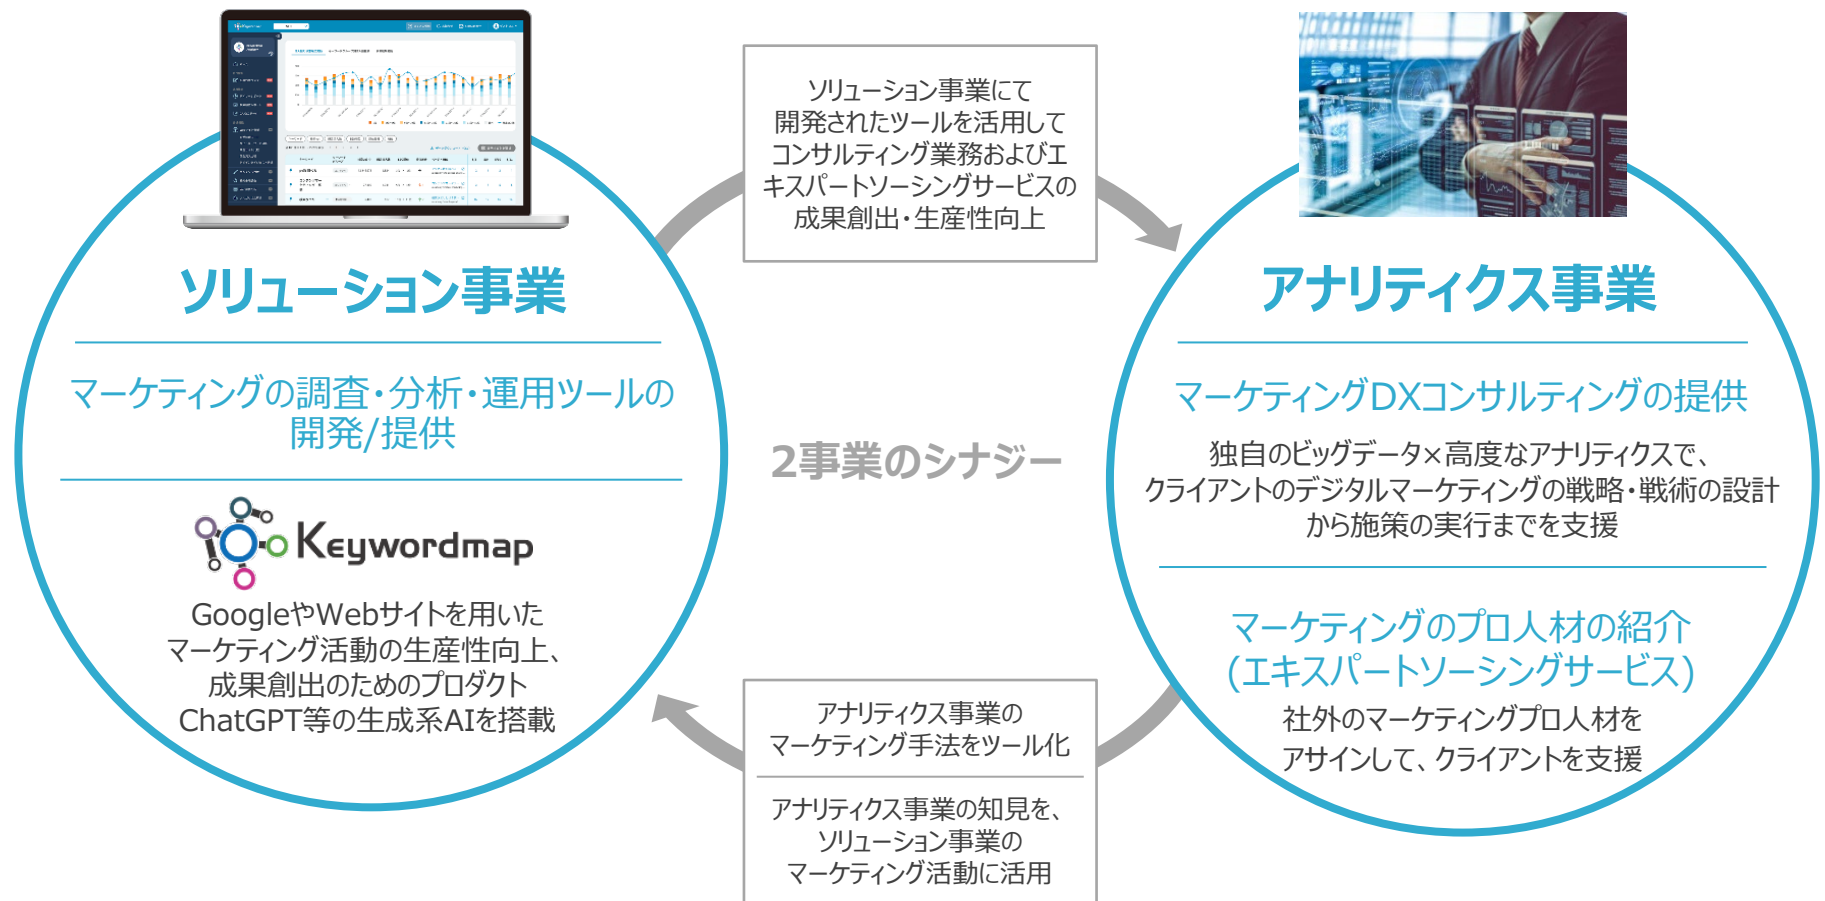 ソリューション事業
マーケティングの調査・分析・運用ツールの
開発/提供
Keywordmap
GoogleやWebサイトを用いた
マーケティング活動の生産性向上、
成果創出のためのプロダクト
ChatGPT等の生成系AIを搭載
ソリューション事業にて
開発されたツールを活用して
コンサルティング業務およびエ
キスパートソーシングサービスの
成果創出・生産性向上
2事業のシナジー
アナリティクス事業の
マーケティング手法をツール化
アナリティクス事業の知見を、
ソリューション事業の
マーケティング活動に活用
アナリティクス事業
マーケティングDXコンサルティングの提供
独自のビッグデータ×高度なアナリティクスで、
クライアントのデジタルマーケティングの戦略・戦術の設計
から施策の実行までを支援
マーケティングのプロ人材の紹介
(エキスパートソーシングサービス)
社外のマーケティングプロ人材を
アサインして、クライアントを支援